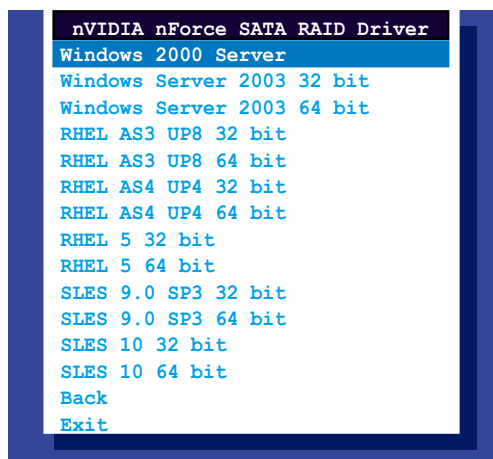 nVIDIA nForce SATA RAID Driver
Windows 2000 Server
Windows Server 2003 32 bit
Windows Server 2003 64 bit
RHEL AS3 UP8 32 bit
RHEL AS3 UP8 64 bit
RHEL AS4 UP4 32 bit
RHEL AS4 UP4 64 bit
RHEL 5 32 bit
RHEL 5 64 bit
SLES 9.0 SP3 32 bit
SLES 9.0 SP3 64 bit
SLES 10 32 bit
SLES 10 64 bit
Back
Exit